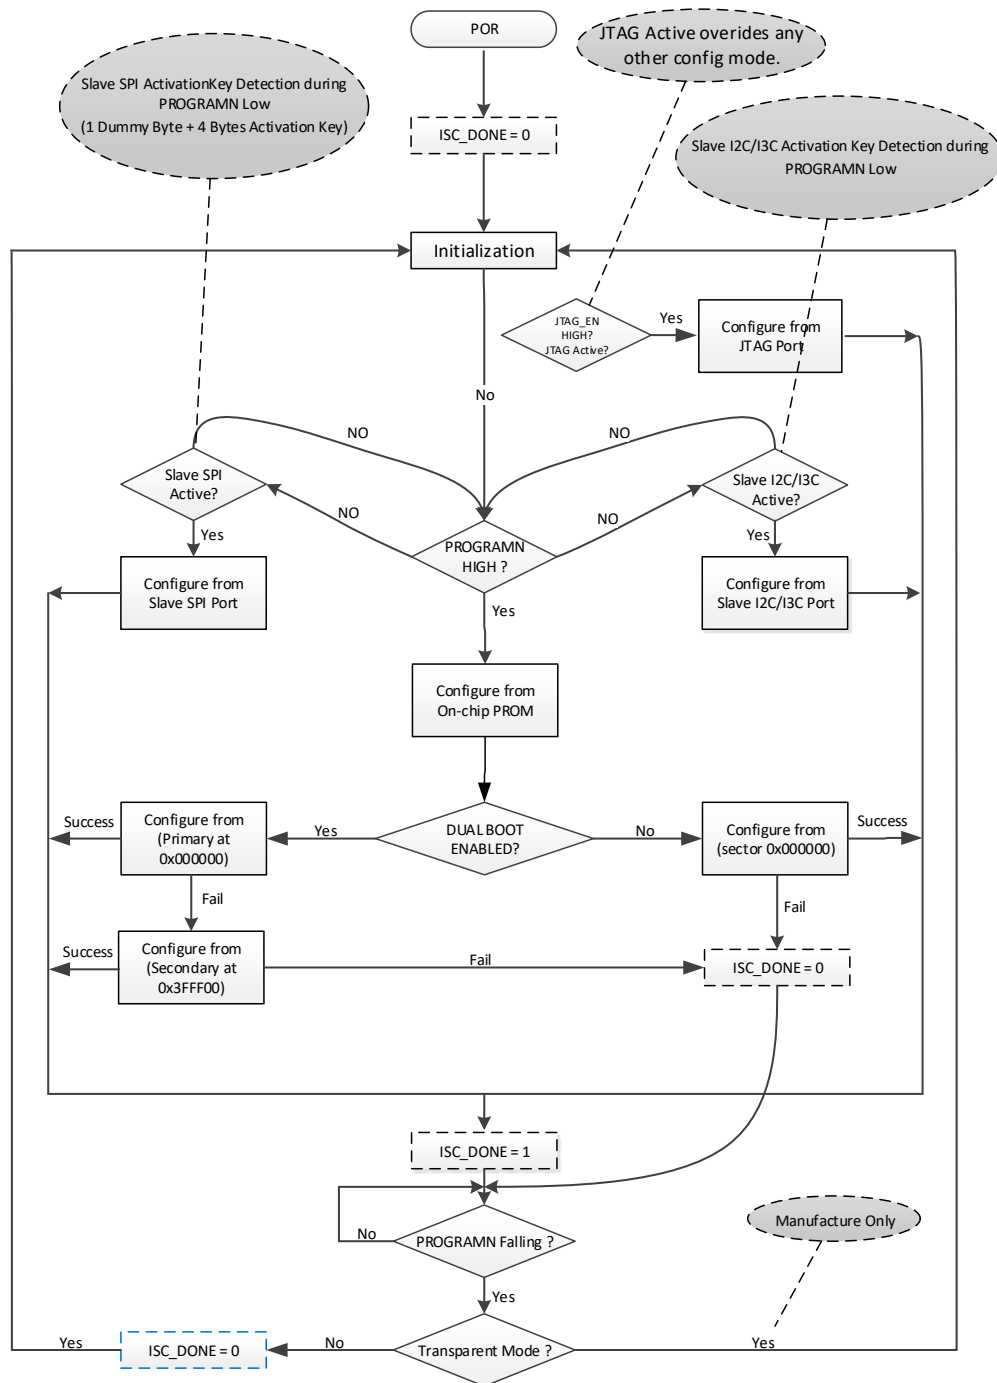 POR
JTAG Active overides any
other config mode.
Slave SPI ActivationKey Detection during
PROGRAMN Low
(1 Dummy Byte + 4 Bytes Activation Key)
ISC_DONE = 0
Slave I2C/I3C Activation Key Detection during
PROGRAMN Low
Initialization
JTAG_EN
HIGH?
JTAG Active?
Yes
Configure from
JTAG Port
No
NO
NO
Slave SPI
Active?
Slave I2C/I3C
Active?
NO
NO
Yes
PROGRAMN
HIGH ?
Yes
Configure from
Slave SPI Port
Configure from
Slave I2C/I3C Port
Yes
Configure from
On-chip PROM
Success
Configure from
(Primary at
0x000000)
Yes
DUAL BOOT
ENABLED?
No
Configure from
(sector 0x000000)
Success
Fail
Fail
Success
Configure from
(Secondary at
0x3FFF00)
Fail
ISC_DONE = 0
ISC_DONE = 1
No
PROGRAMN Falling ?
Manufacture Only
Yes
Yes
ISC_DONE = 0
No
Transparent Mode ?
Yes